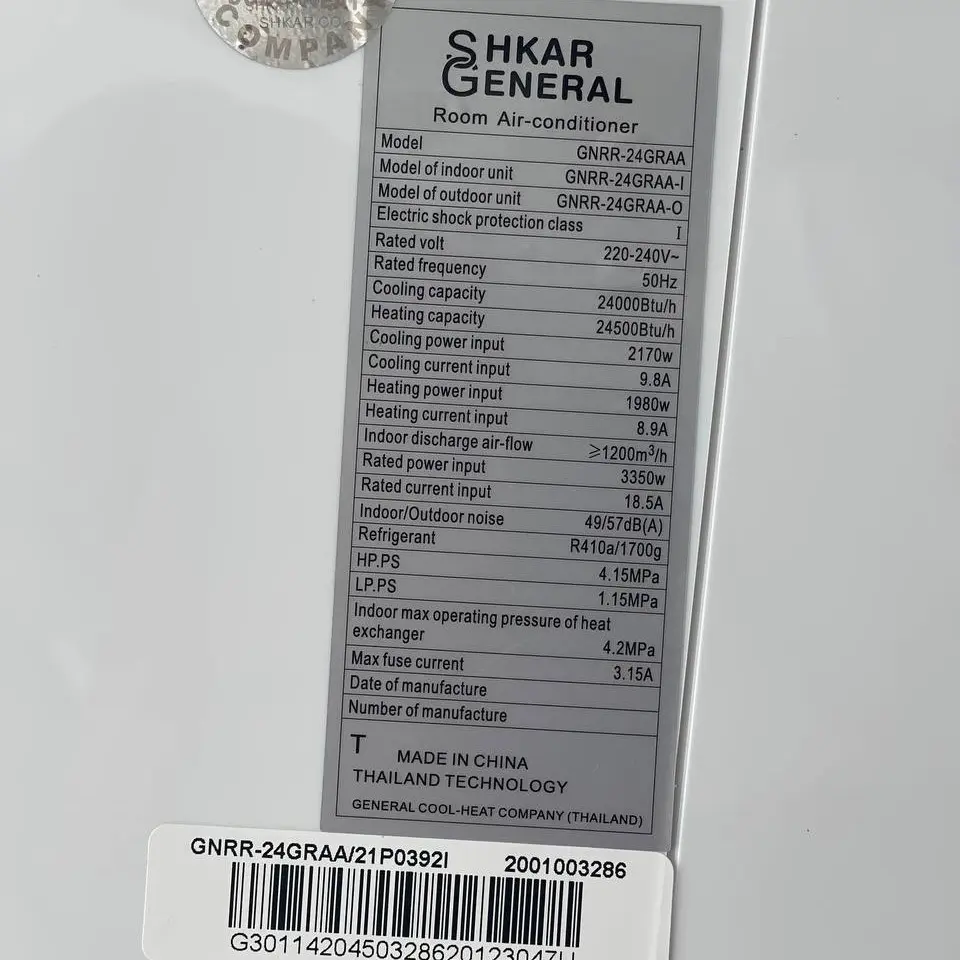 SHKAR CO
COMPA
SHKAR
GENERAL
Room Air-conditioner
Model GNRR-24GRAA
Model of indoor unit GNRR-24GRAA-I
Model of outdoor unit GNRR-24GRAA-O
Electric shock protection class I
Rated volt 220-240V~
Rated frequency 50Hz
Cooling capacity 24000Btu/h
Heating capacity 24500Btu/h
Cooling power input 2170w
Cooling current input 9.8A
Heating power input 1980w
Heating current input 8.9A
Indoor discharge air-flow ≥1200m³/h
Rated power input 3350w
Rated current input 18.5A
Indoor/Outdoor noise 49/57dB(A)
Refrigerant R410a/1700g
HP.PS 4.15MPa
LP.PS 1.15MPa
Indoor max operating pressure of heat
exchanger 4.2MPa
Max fuse current 3.15A
Date of manufacture
Number of manufacture
T MADE IN CHINA
THAILAND TECHNOLOGY
GENERAL COOL-HEAT COMPANY (THAILAND)
GNRR-24GRAA/21P0392I 2001003286